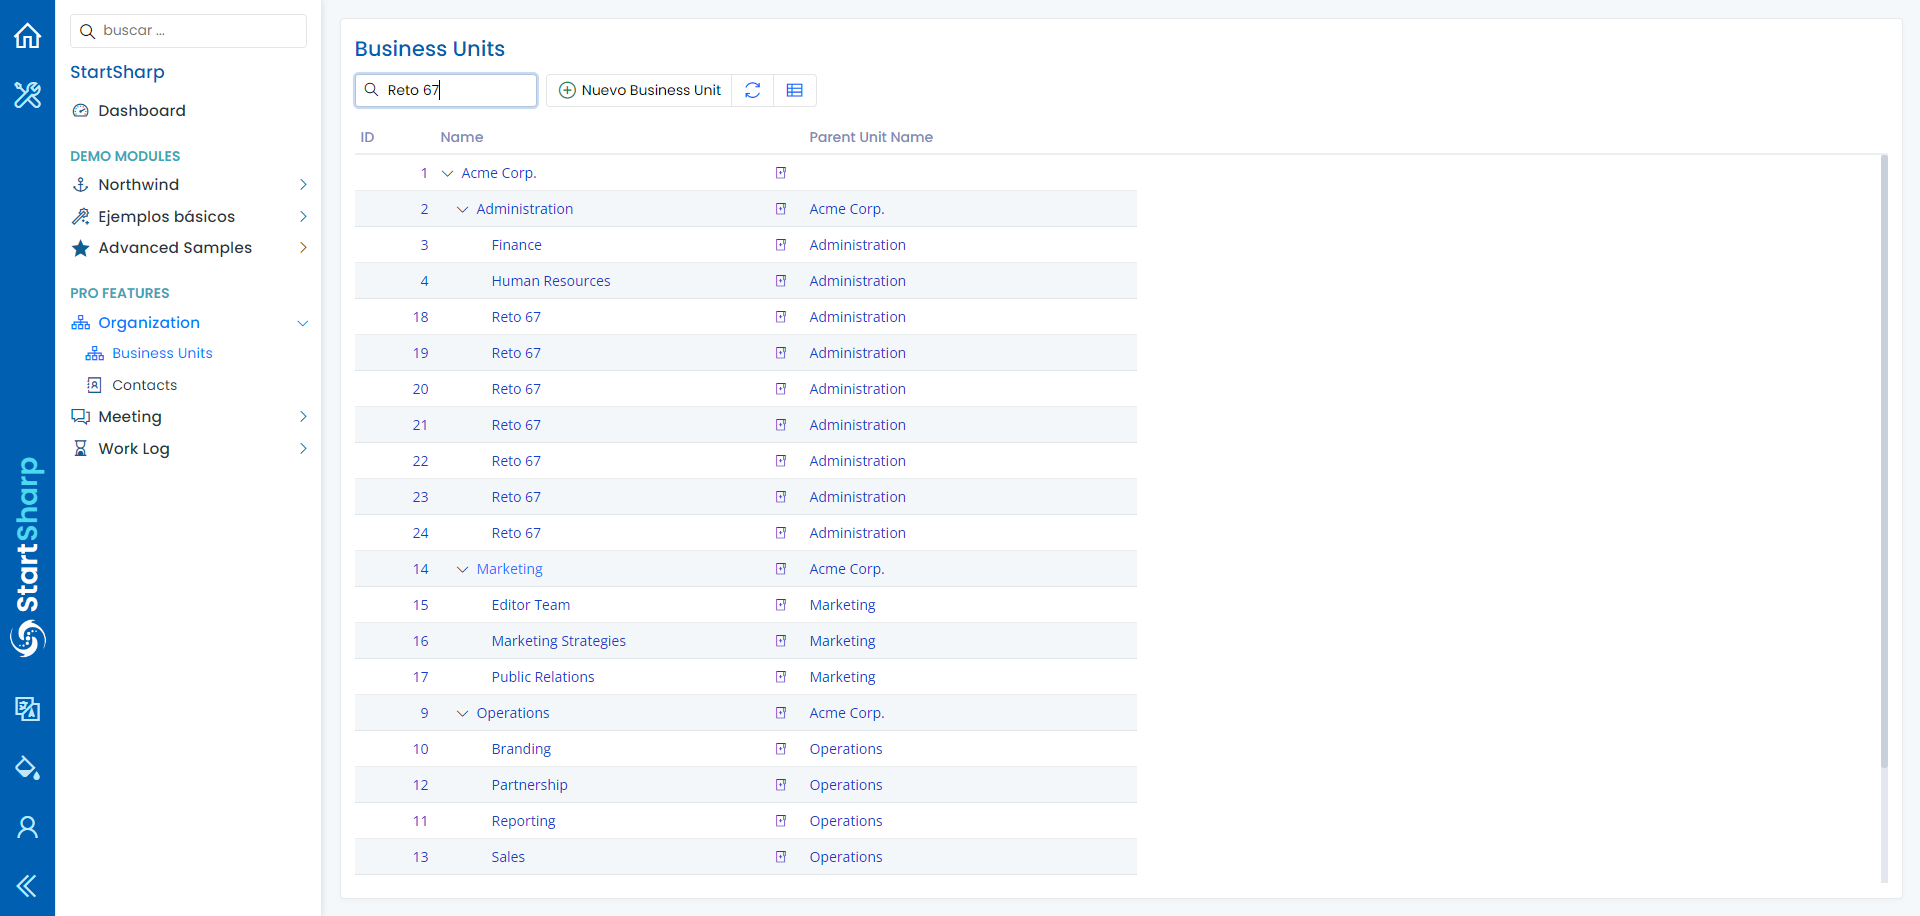 buscar ...
StartSharp
Dashboard
DEMO MODULES
Northwind
Ejemplos básicos
Advanced Samples
PRO FEATURES
Organization
Business Units
Contacts
Meeting
Work Log
StartSharp
Business Units
Reto 67
Nuevo Business Unit
ID Name Parent Unit Name
1 Acme Corp.
2 Administration Acme Corp.
3 Finance Administration
4 Human Resources Administration
18 Reto 67 Administration
19 Reto 67 Administration
20 Reto 67 Administration
21 Reto 67 Administration
22 Reto 67 Administration
23 Reto 67 Administration
24 Reto 67 Administration
14 Marketing Acme Corp.
15 Editor Team Marketing
16 Marketing Strategies Marketing
17 Public Relations Marketing
9 Operations Acme Corp.
10 Branding Operations
12 Partnership Operations
11 Reporting Operations
13 Sales Operations